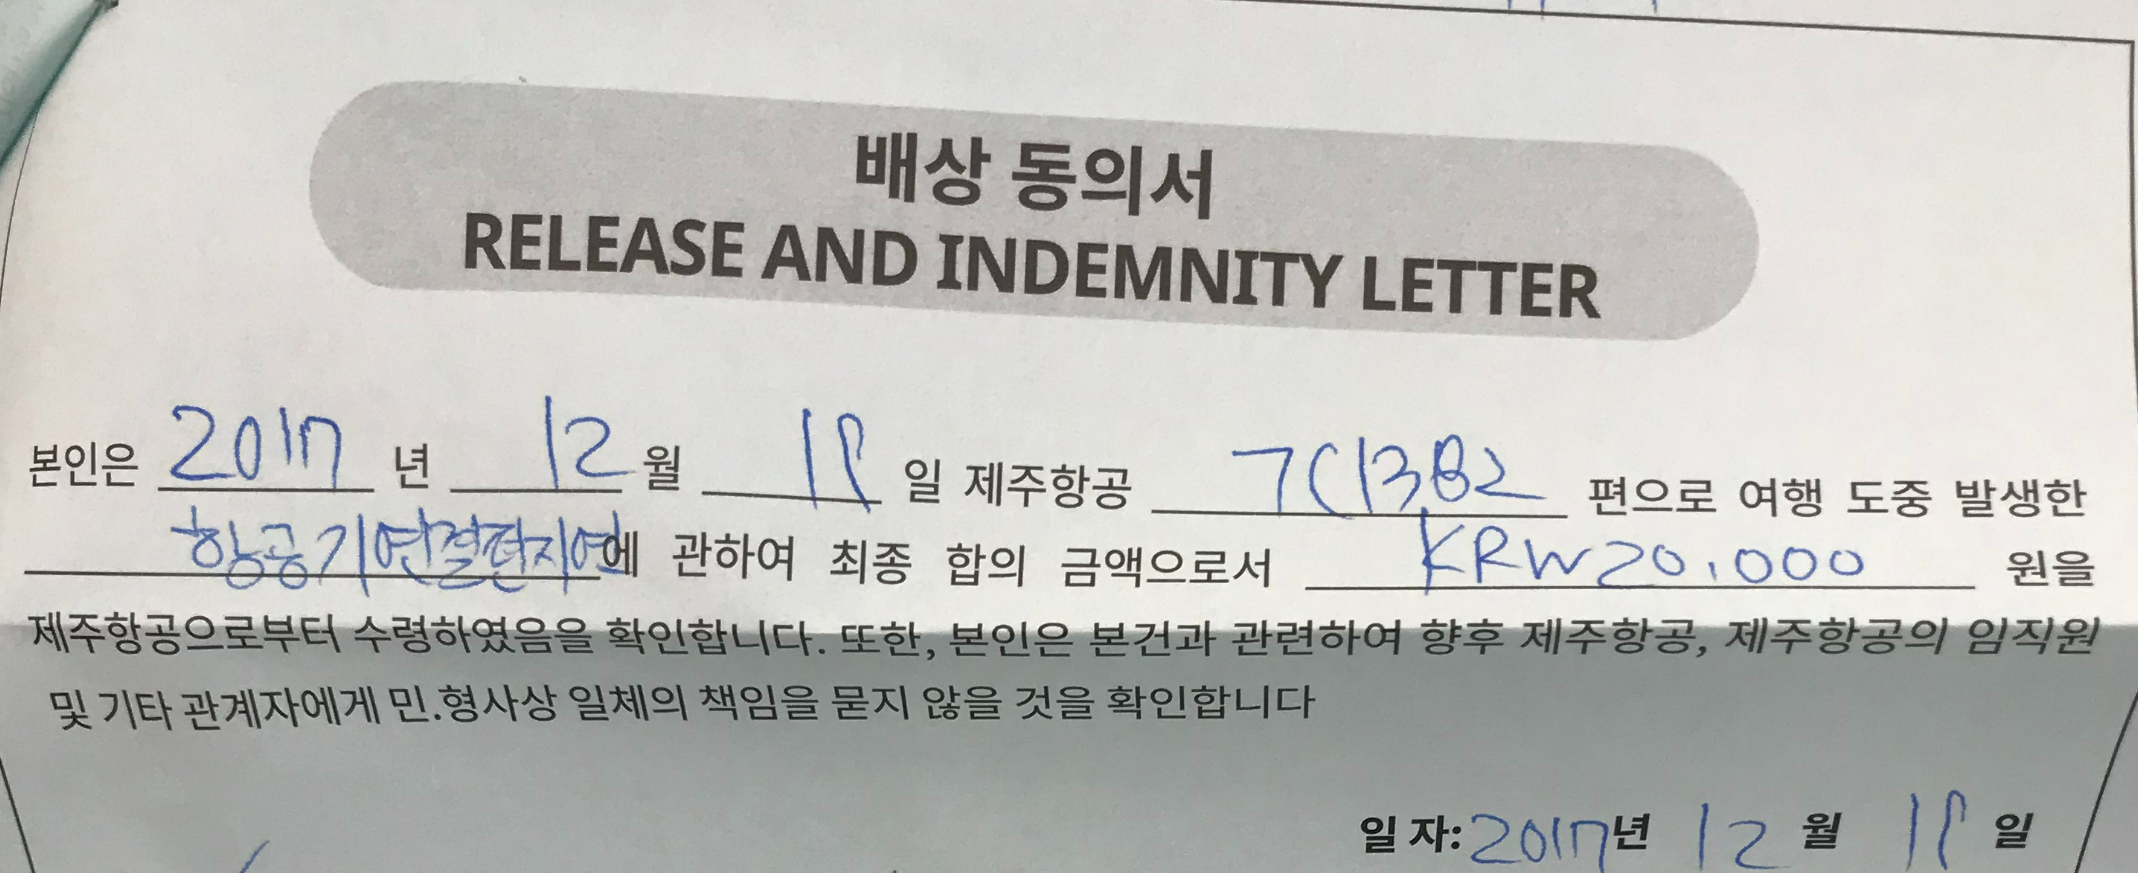 배상 동의서
RELEASE AND INDEMNITY LETTER
본인은 2017 년 12 월 19 일 제주항공 7C1382 편으로 여행 도중 발생한
항공기연결편지연에 관하여 최종 합의 금액으로서 KRW20,000 원을
제주항공으로부터 수령하였음을 확인합니다. 또한, 본인은 본건과 관련하여 향후 제주항공, 제주항공의 임직원
및 기타 관계자에게 민.형사상 일체의 책임을 묻지 않을 것을 확인합니다
일 자: 2017년 12 월 19 일